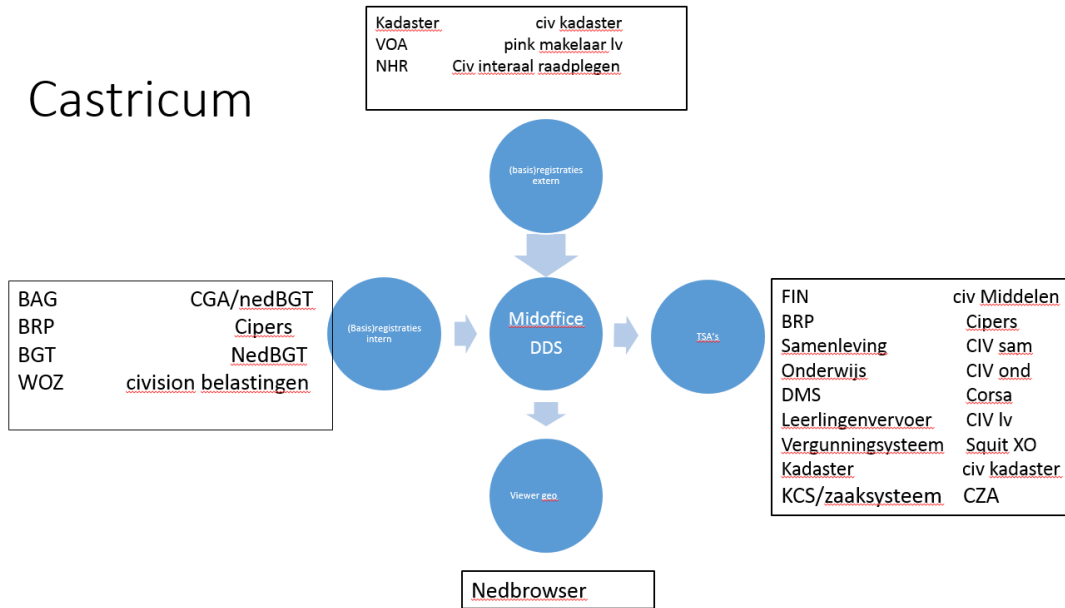 Castricum
Kadaster civ kadaster
VOA pink makelaar lv
NHR Civ interaal raadplegen
(basis)registraties
extern
BAG CGA/nedBGT
BRP Cipers
BGT NedBGT
WOZ civision belastingen
(Basis)registraties
intern
Midoffice
DDS
TSA's
FIN civ Middelen
BRP Cipers
Samenleving CIV sam
Onderwijs CIV ond
DMS Corsa
Leerlingenvervoer CIV lv
Vergunningsysteem Squit XO
Kadaster civ kadaster
KCS/zaaksysteem CZA
Viewer geo
Nedbrowser